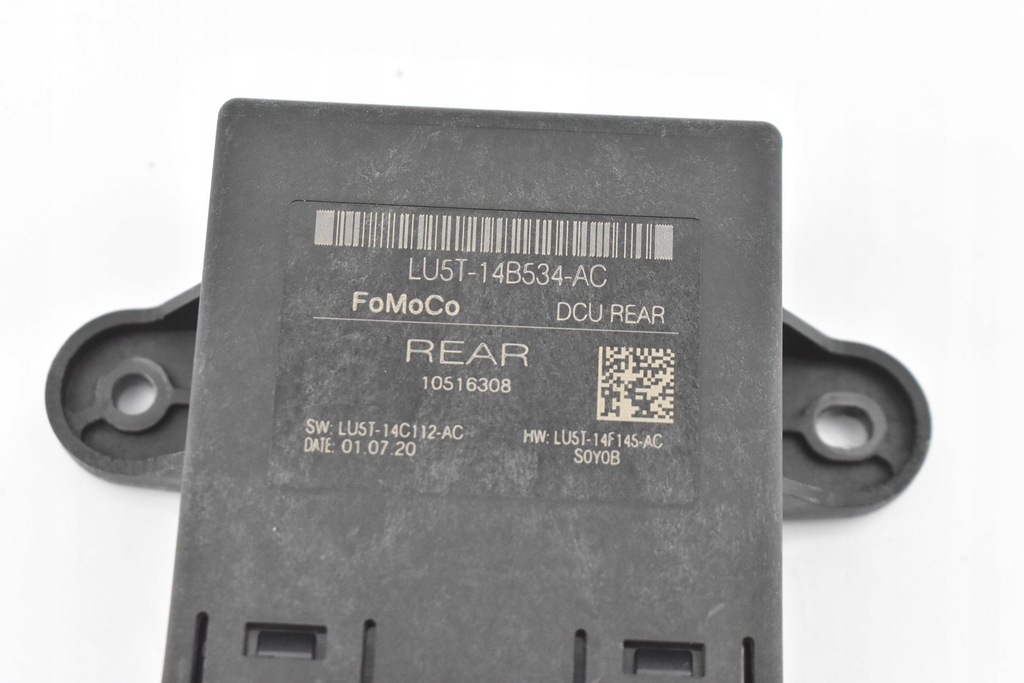 LU5T-14B534-AC
FoMoCo DCU REAR
REAR
10516308
SW: LU5T-14C112-AC HW: LU5T-14F145-AC
DATE: 01.07.20 S0Y0B